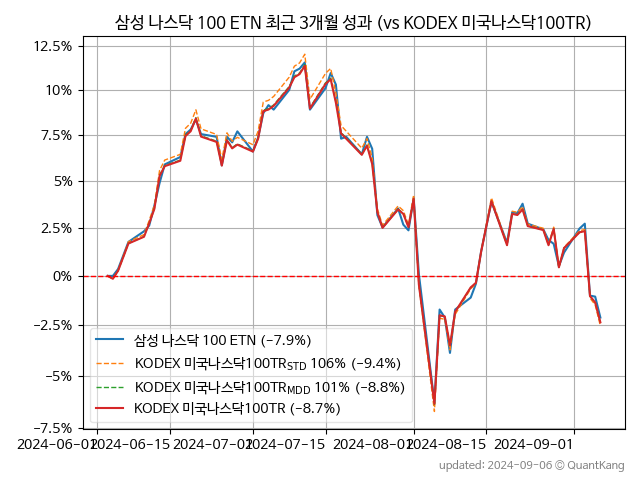 삼성 나스닥 100 ETN 최근 3개월 성과 (vs KODEX 미국나스닥100TR)
12.5%
10%
7.5%
5%
2.5%
0%
−2.5%
−5%
−7.5%
삼성 나스닥 100 ETN (−7.9%)
KODEX 미국나스닥100TR_STD 106% (−9.4%)
KODEX 미국나스닥100TR_MDD 101% (−8.8%)
KODEX 미국나스닥100TR (−8.7%)
2024-06-01 2024-06-15 2024-07-01 2024-07-15 2024-08-01 2024-08-15 2024-09-01
updated: 2024-09-06 © QuantKang